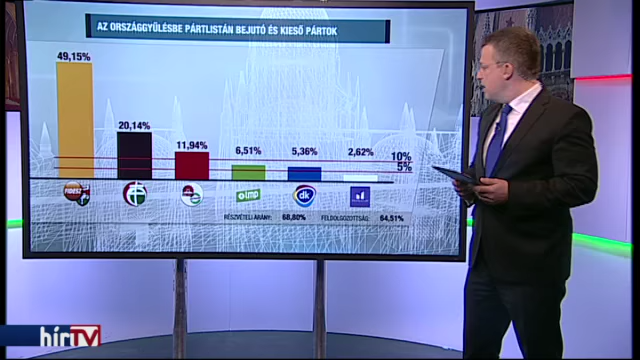 AZ ORSZÁGGYŰLÉSBE PÁRTLISTÁN BEJUTÓ ÉS KIESŐ PÁRTOK
49,15%
20,14%
11,94%
6,51%
5,36%
2,62%
10%
5%
FIDESZ
lmp
dk
RÉSZVÉTELI ARÁNY: 68,80% FELDOLGOZOTTSÁG: 64,51%
hírTV